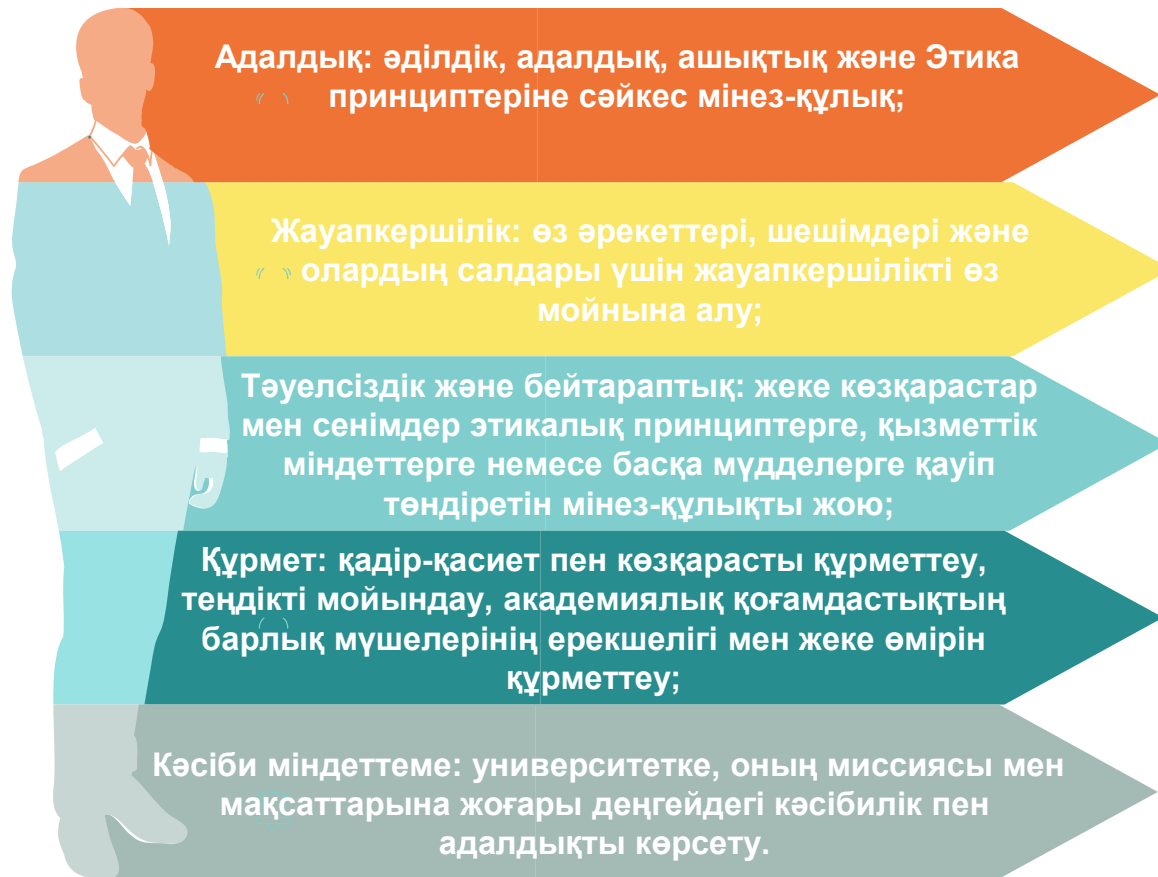 Адалдық: әділдік, адалдық, ашықтық және Этика
принциптеріне сәйкес мінез-құлық;
Жауапкершілік: өз әрекеттері, шешімдері және
олардың салдары үшін жауапкершілікті өз
мойнына алу;
Тәуелсіздік және бейтараптық: жеке көзқарастар
мен сенімдер этикалық принциптерге, қызметтік
міндеттерге немесе басқа мүдделерге қауіп
төндіретін мінез-құлықты жою;
Құрмет: қадір-қасиет пен көзқарасты құрметтеу,
теңдікті мойындау, академиялық қоғамдастықтың
барлық мүшелерінің ерекшелігі мен жеке өмірін
құрметтеу;
Кәсіби міндеттеме: университетке, оның миссиясы мен
мақсаттарына жоғары деңгейдегі кәсібилік пен
адалдықты көрсету.